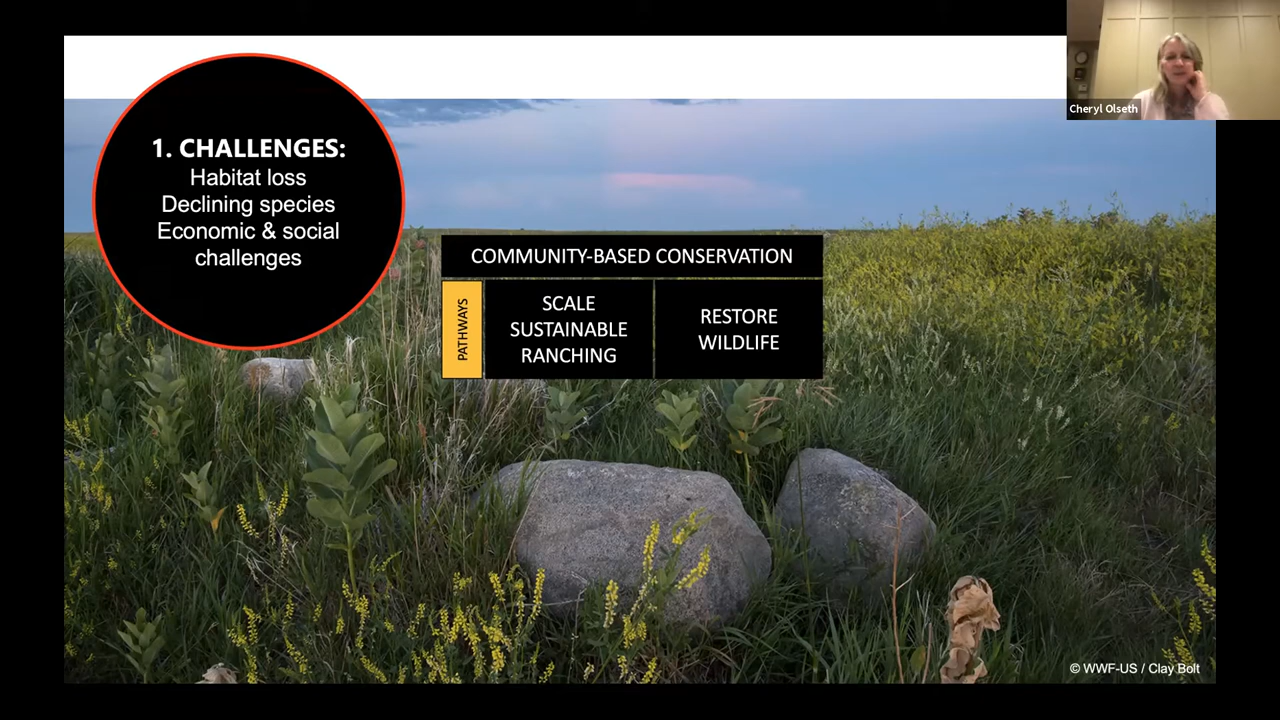 1. CHALLENGES:
Habitat loss
Declining species
Economic & social
challenges
COMMUNITY-BASED CONSERVATION
PATHWAYS
SCALE
SUSTAINABLE
RANCHING
RESTORE
WILDLIFE
Cheryl Olseth
© WWF-US / Clay Bolt